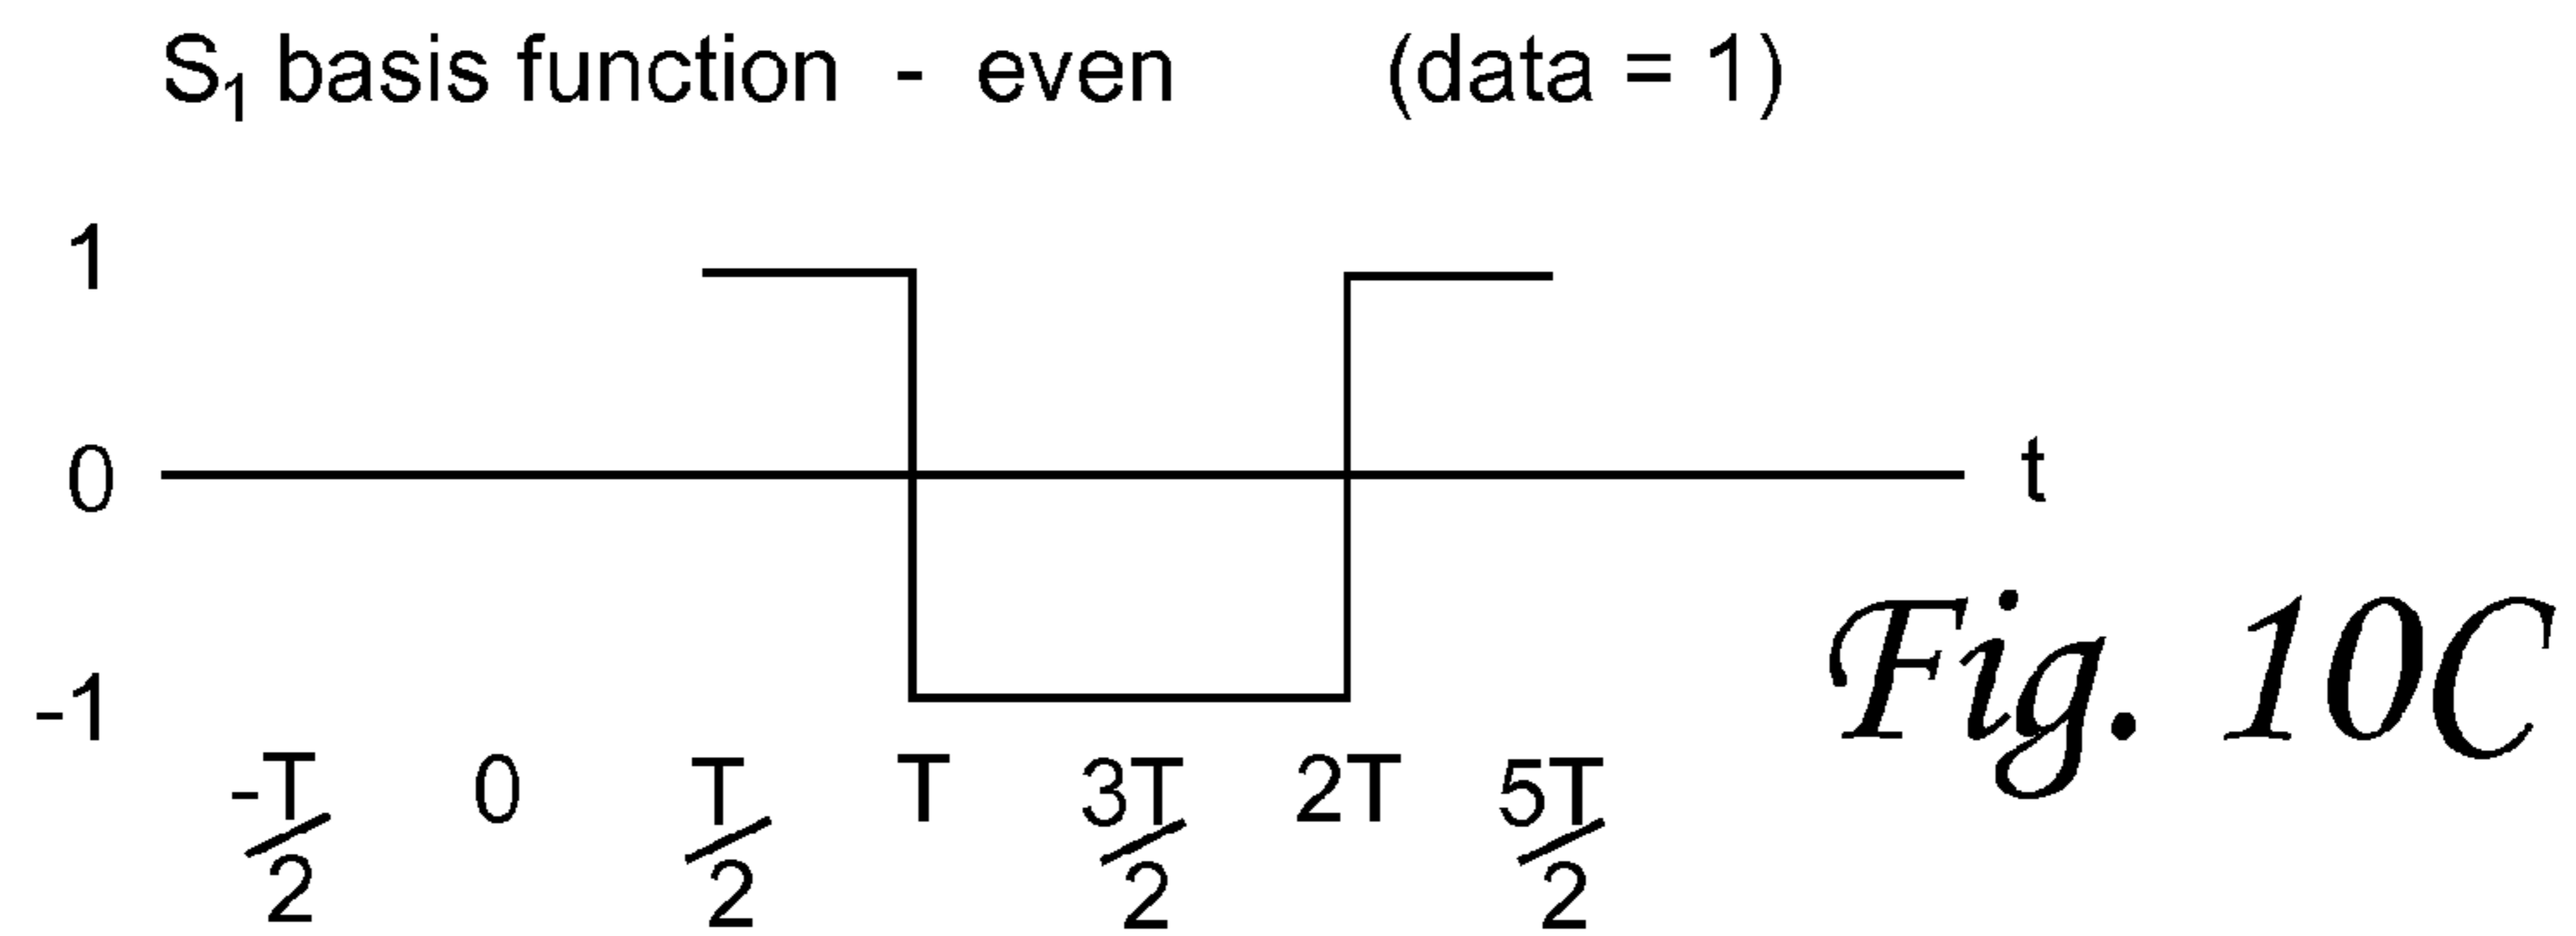 S₁ basis function - even (data = 1)
1
0
t
-1
-T/2 0 T/2 T 3T/2 2T 5T/2
Fig. 10C